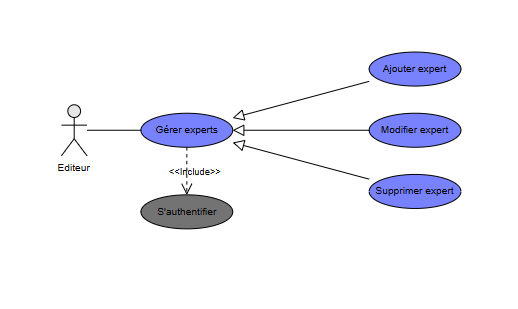 Ajouter expert
Gérer experts
Modifier expert
Editeur
<<Include>>
Supprimer expert
S'authentifier